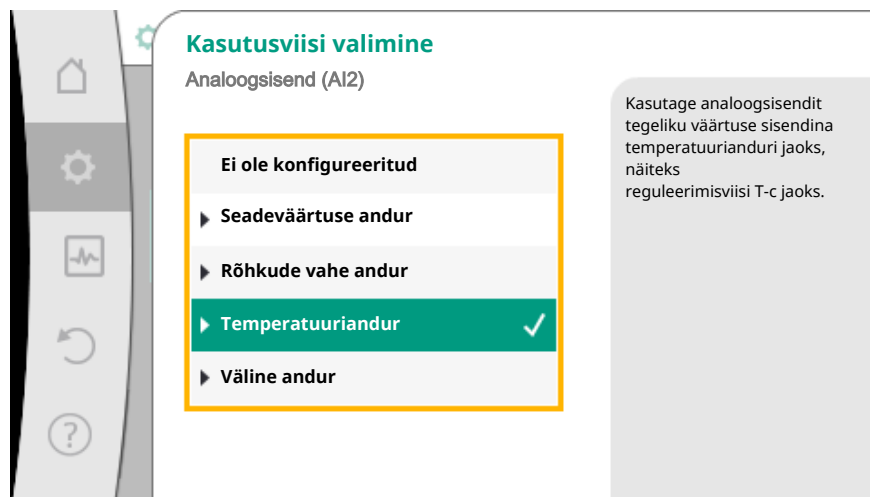 Kasutusviisi valimine
Analoogsisend (AI2)
Ei ole konfigureeritud
Seadeväärtuse andur
Rõhkude vahe andur
Temperatuuriandur
Väline andur
Kasutage analoogsisendit
tegeliku väärtuse sisendina
temperatuurianduri jaoks,
näiteks
reguleerimisviisi T-c jaoks.
?